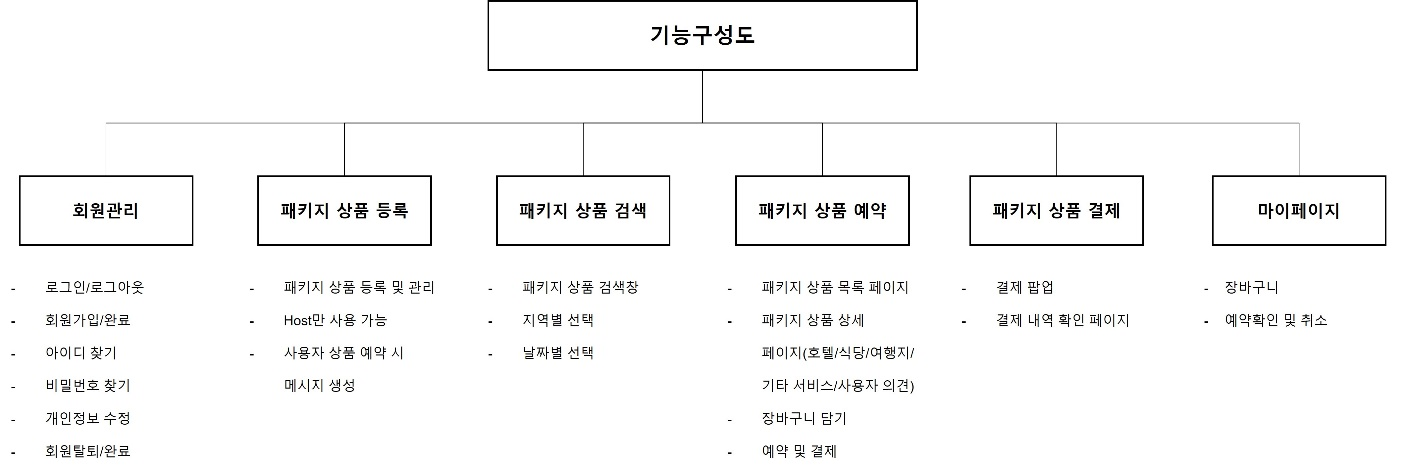 기능구성도
회원관리
패키지 상품 등록
패키지 상품 검색
패키지 상품 예약
패키지 상품 결제
마이페이지
- 로그인/로그아웃
- 회원가입/완료
- 아이디 찾기
- 비밀번호 찾기
- 개인정보 수정
- 회원탈퇴/완료
- 패키지 상품 등록 및 관리
- Host만 사용 가능
- 사용자 상품 예약 시
메시지 생성
- 패키지 상품 검색창
- 지역별 선택
- 날짜별 선택
- 패키지 상품 목록 페이지
- 패키지 상품 상세
페이지(호텔/식당/여행지/
기타 서비스/사용자 의견)
- 장바구니 담기
- 예약 및 결제
- 결제 팝업
- 결제 내역 확인 페이지
- 장바구니
- 예약확인 및 취소